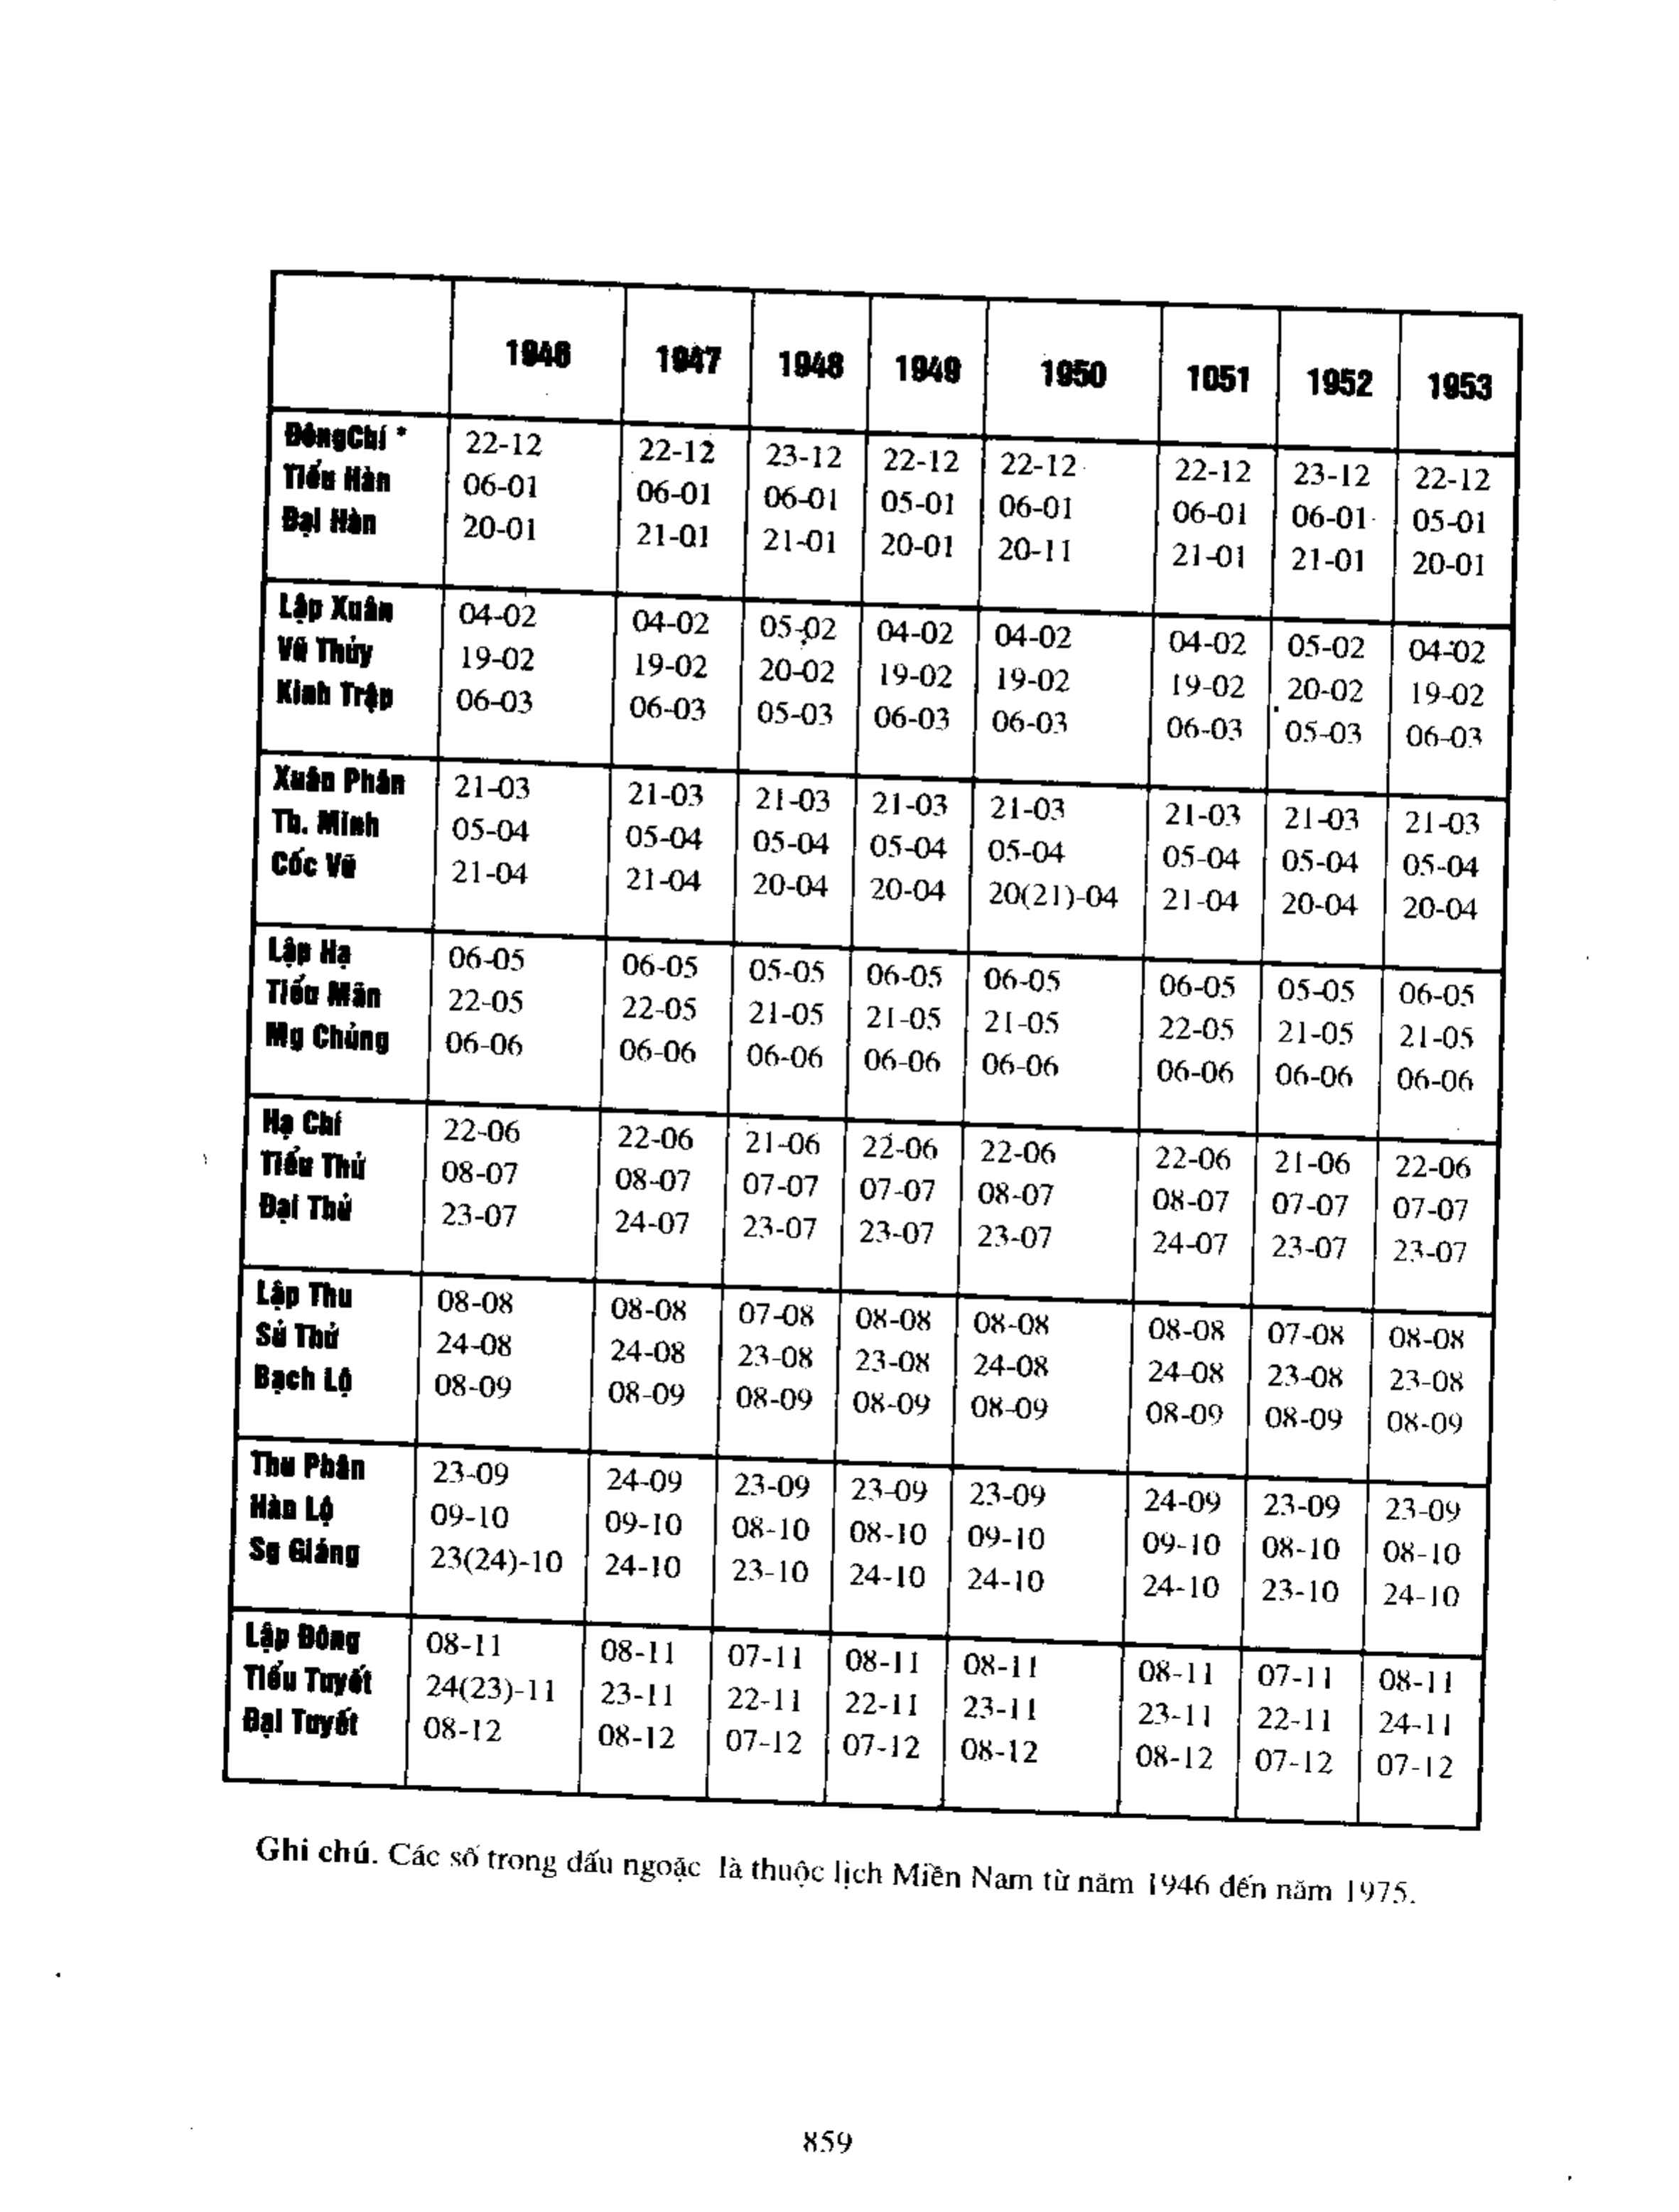 1946 1947 1948 1949 1950 1051 1952 1953
ĐôngChí * 22-12 22-12 23-12 22-12 22-12 22-12 23-12 22-12
Tiểu Hàn 06-01 06-01 06-01 05-01 06-01 06-01 06-01 05-01
Đại Hàn 20-01 21-01 21-01 20-01 20-11 21-01 21-01 20-01
Lập Xuân 04-02 04-02 05-02 04-02 04-02 04-02 05-02 04-02
Vũ Thủy 19-02 19-02 20-02 19-02 19-02 19-02 20-02 19-02
Kinh Trập 06-03 06-03 05-03 06-03 06-03 06-03 05-03 06-03
Xuân Phân 21-03 21-03 21-03 21-03 21-03 21-03 21-03 21-03
Th. Minh 05-04 05-04 05-04 05-04 05-04 05-04 05-04 05-04
Cốc Vũ 21-04 21-04 20-04 20-04 20(21)-04 21-04 20-04 20-04
Lập Hạ 06-05 06-05 05-05 06-05 06-05 06-05 05-05 06-05
Tiểu Mãn 22-05 22-05 21-05 21-05 21-05 22-05 21-05 21-05
Mg Chủng 06-06 06-06 06-06 06-06 06-06 06-06 06-06 06-06
Hạ Chí 22-06 22-06 21-06 22-06 22-06 22-06 21-06 22-06
Tiểu Thử 08-07 08-07 07-07 07-07 08-07 08-07 07-07 07-07
Đại Thử 23-07 24-07 23-07 23-07 23-07 24-07 23-07 23-07
Lập Thu 08-08 08-08 07-08 08-08 08-08 08-08 07-08 08-08
Sử Thử 24-08 24-08 23-08 23-08 24-08 24-08 23-08 23-08
Bạch Lộ 08-09 08-09 08-09 08-09 08-09 08-09 08-09 08-09
Thu Phân 23-09 24-09 23-09 23-09 23-09 24-09 23-09 23-09
Hàn Lộ 09-10 09-10 08-10 08-10 09-10 09-10 08-10 08-10
Sg Giáng 23(24)-10 24-10 23-10 24-10 24-10 24-10 23-10 24-10
Lập Đông 08-11 08-11 07-11 08-11 08-11 08-11 07-11 08-11
Tiểu Tuyết 24(23)-11 23-11 22-11 22-11 23-11 23-11 22-11 24-11
Đại Tuyết 08-12 08-12 07-12 07-12 08-12 08-12 07-12 07-12
Ghi chú. Các số trong dấu ngoặc là thuộc lịch Miền Nam từ năm 1946 đến năm 1975.
859